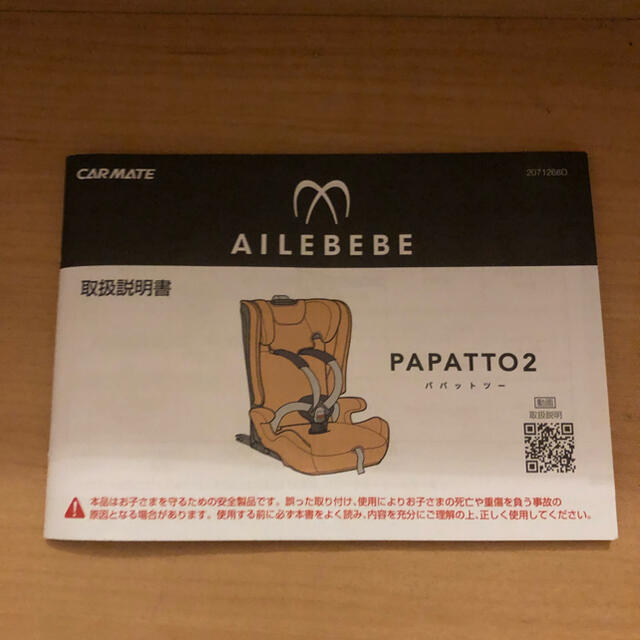 CARMATE
2071266D
AILEBEBE
取扱説明書
PAPATTO2
パパットツー
動画
取扱説明
本品はお子さまを守るための安全製品です。誤った取り付け、使用によりお子さまの死亡や重傷を負う事故の
原因となる場合があります。使用する前に必ず本書をよく読み、内容を充分にご理解の上、正しく使用してください。